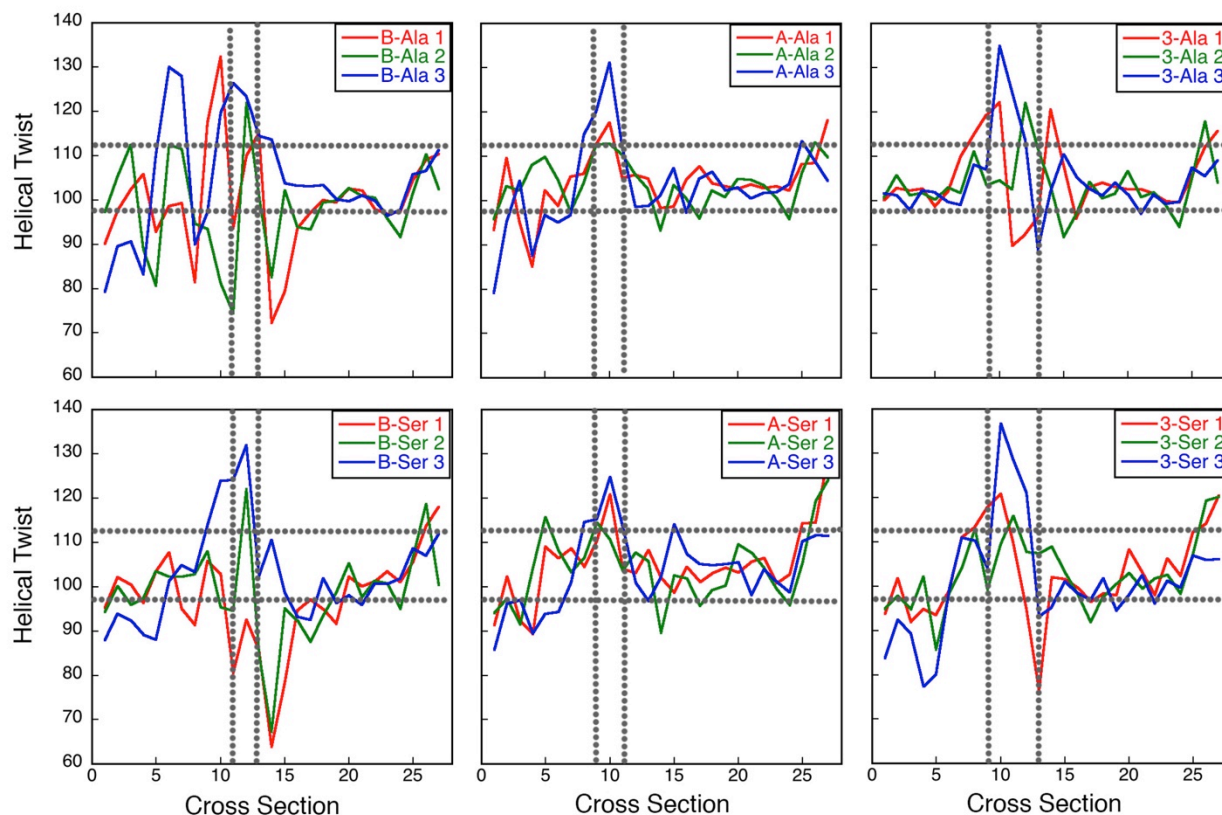 140
130
120
110
100
90
80
70
60
Helical Twist
B-Ala 1
B-Ala 2
B-Ala 3
A-Ala 1
A-Ala 2
A-Ala 3
3-Ala 1
3-Ala 2
3-Ala 3
140
130
120
110
100
90
80
70
60
Helical Twist
B-Ser 1
B-Ser 2
B-Ser 3
A-Ser 1
A-Ser 2
A-Ser 3
3-Ser 1
3-Ser 2
3-Ser 3
0 5 10 15 20 25
0 5 10 15 20 25
0 5 10 15 20 25
Cross Section
Cross Section
Cross Section